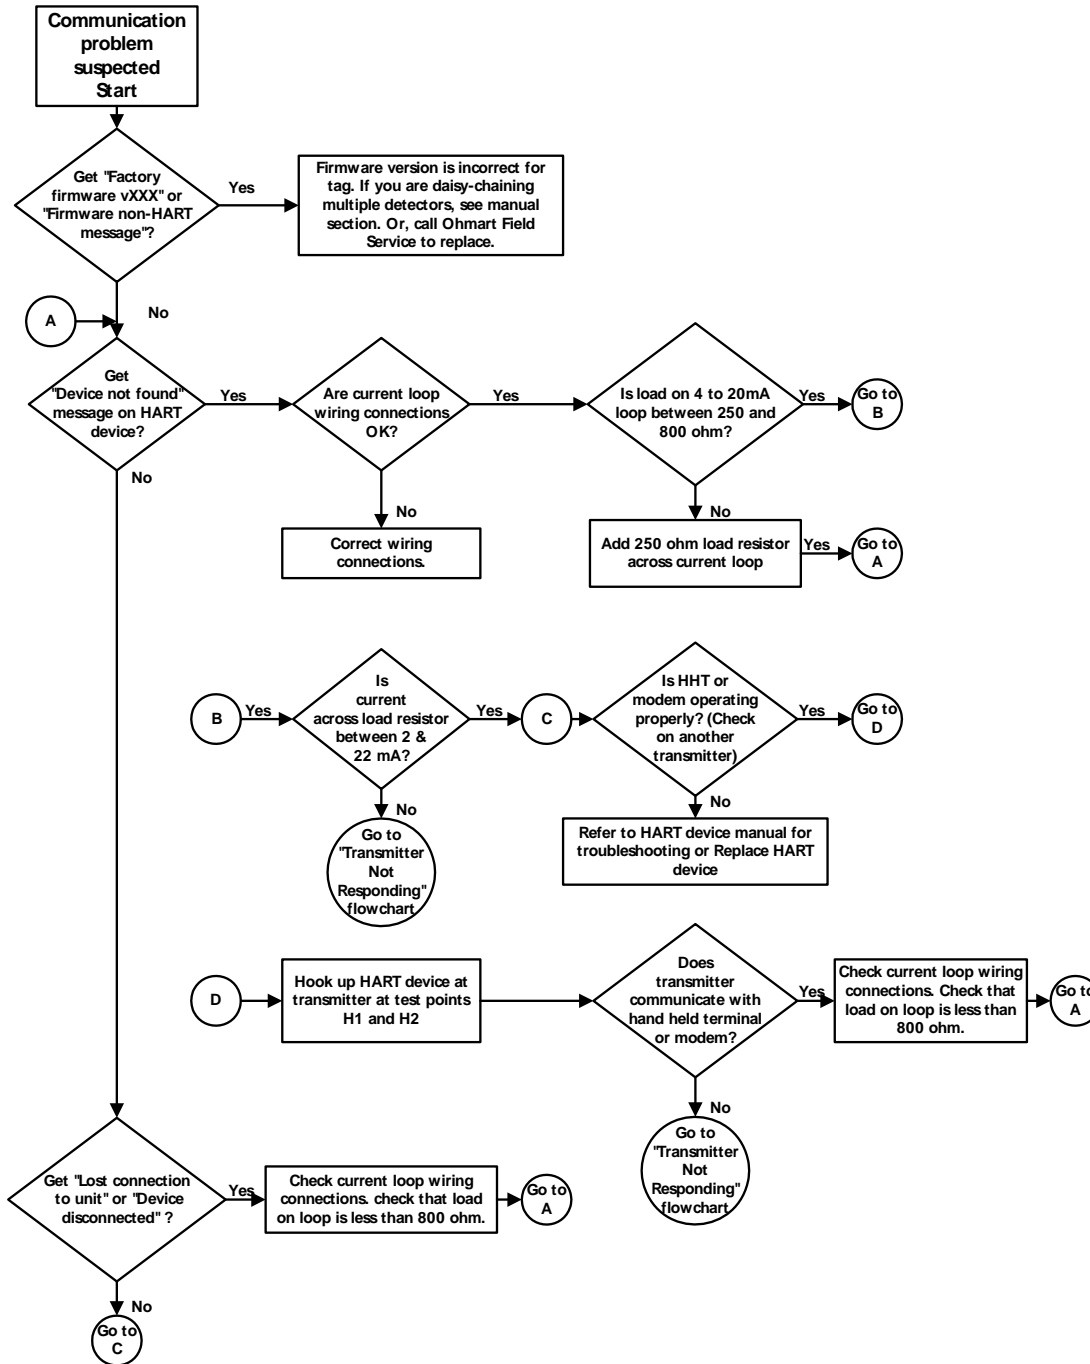 Communication
problem
suspected
Start
Get "Factory
firmware vXXX" or
"Firmware non-HART
message"?
Yes
Firmware version is incorrect for
tag. If you are daisy-chaining
multiple detectors, see manual
section. Or, call Ohmart Field
Service to replace.
No
A
Get
"Device not found"
message on HART
device?
Yes
Are current loop
wiring connections
OK?
Yes
Is load on 4 to 20mA
loop between 250 and
800 ohm?
Yes
Go to
B
No
No
Correct wiring
connections.
No
Add 250 ohm load resistor
across current loop
Yes
Go to
A
B
Yes
Is
current
across load resistor
between 2 &
22 mA?
Yes
C
Is HHT or
modem operating
properly? (Check
on another
transmitter)
Yes
Go to
D
No
Go to
"Transmitter
Not
Responding"
flowchart
No
Refer to HART device manual for
troubleshooting or Replace HART
device
D
Hook up HART device at
transmitter at test points
H1 and H2
Does
transmitter
communicate with
hand held terminal
or modem?
Yes
Check current loop wiring
connections. Check that
load on loop is less than
800 ohm.
Go to
A
No
Go to
"Transmitter
Not
Responding"
flowchart
Get "Lost connection
to unit" or "Device
disconnected" ?
Yes
Check current loop wiring
connections. check that load
on loop is less than 800 ohm.
Go to
A
No
Go to
C